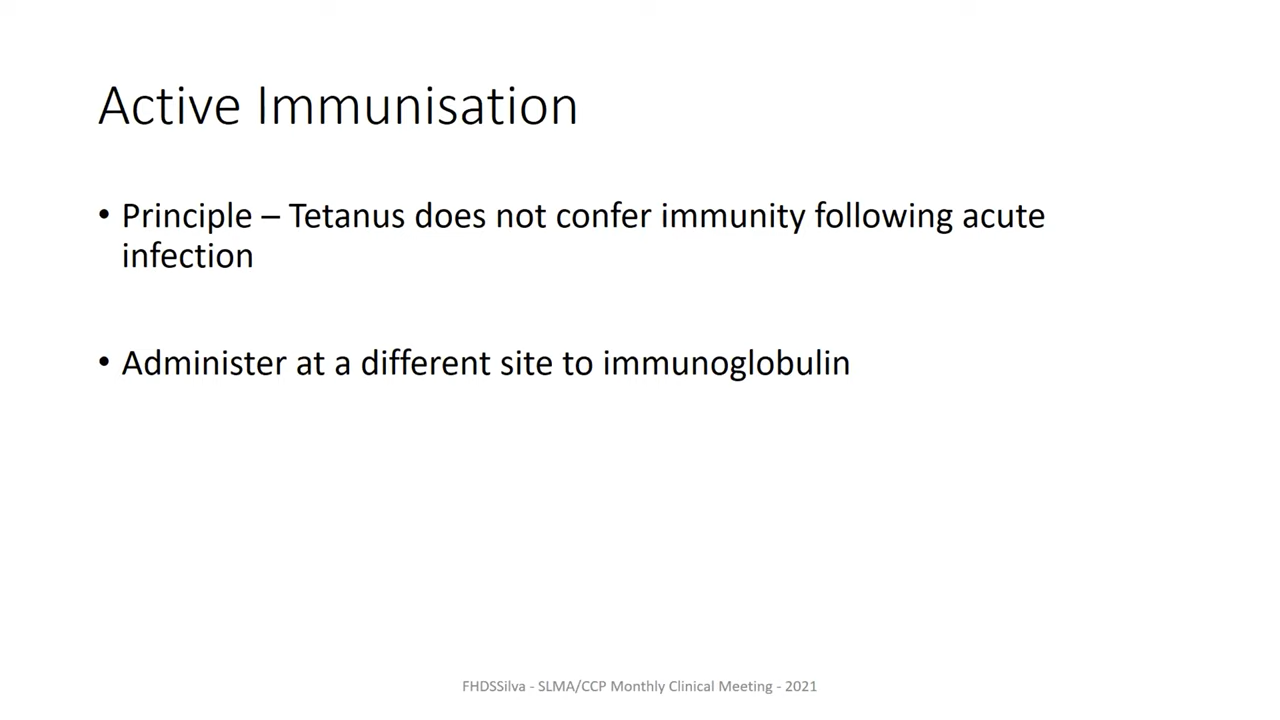 Active Immunisation
• Principle – Tetanus does not confer immunity following acute
infection
• Administer at a different site to immunoglobulin
FHDSSilva - SLMA/CCP Monthly Clinical Meeting - 2021